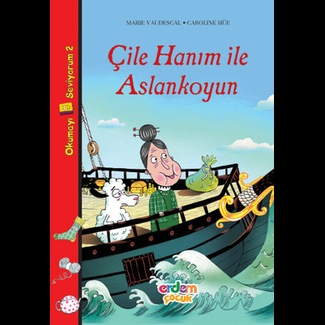 MARIE VAUDESCAL • CAROLINE HÜE
Çile Hanım ile
Aslankoyun
Okumayı Seviyorum 2
erdem
çocuk